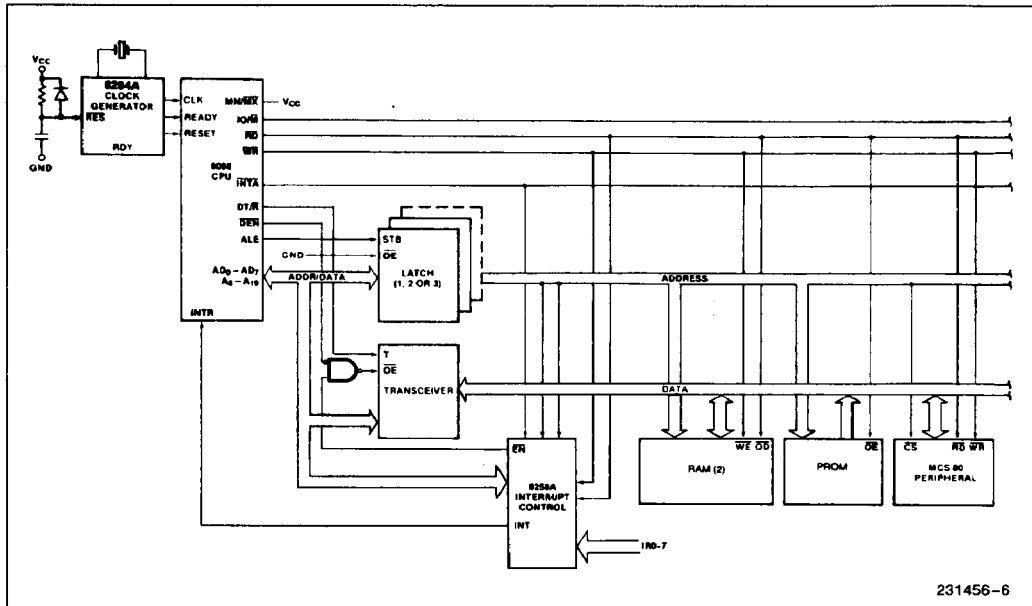 VCC
8284A
CLOCK
GENERATOR
RES
RDY
GND
CLK
READY
RESET
8088
CPU
MN/MX
VCC
IO/M
RD
WR
INTA
DT/R
DEN
ALE
AD0 – AD7
A8 – A19
INTR
GND
ADDR/DATA
STB
OE
LATCH
(1, 2 OR 3)
ADDRESS
T
OE
TRANSCEIVER
DATA
EN
8259A
INTERRUPT
CONTROL
INT
IR0-7
WE OD
RAM (2)
OE
PROM
CS RD WR
MCS 80
PERIPHERAL
231456-6